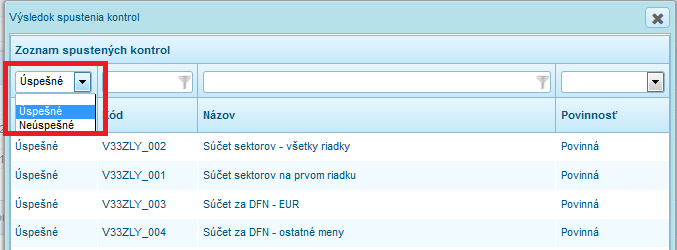 Výsledok spustenia kontrol
Zoznam spustených kontrol
Úspešné
Úspešné
Neúspešné
Kód Názov Povinnosť
Úspešné V33ZLY_002 Súčet sektorov - všetky riadky Povinná
Úspešné V33ZLY_001 Súčet sektorov na prvom riadku Povinná
Úspešné V33ZLY_003 Súčet za DFN - EUR Povinná
Úspešné V33ZLY_004 Súčet za DFN - ostatné meny Povinná